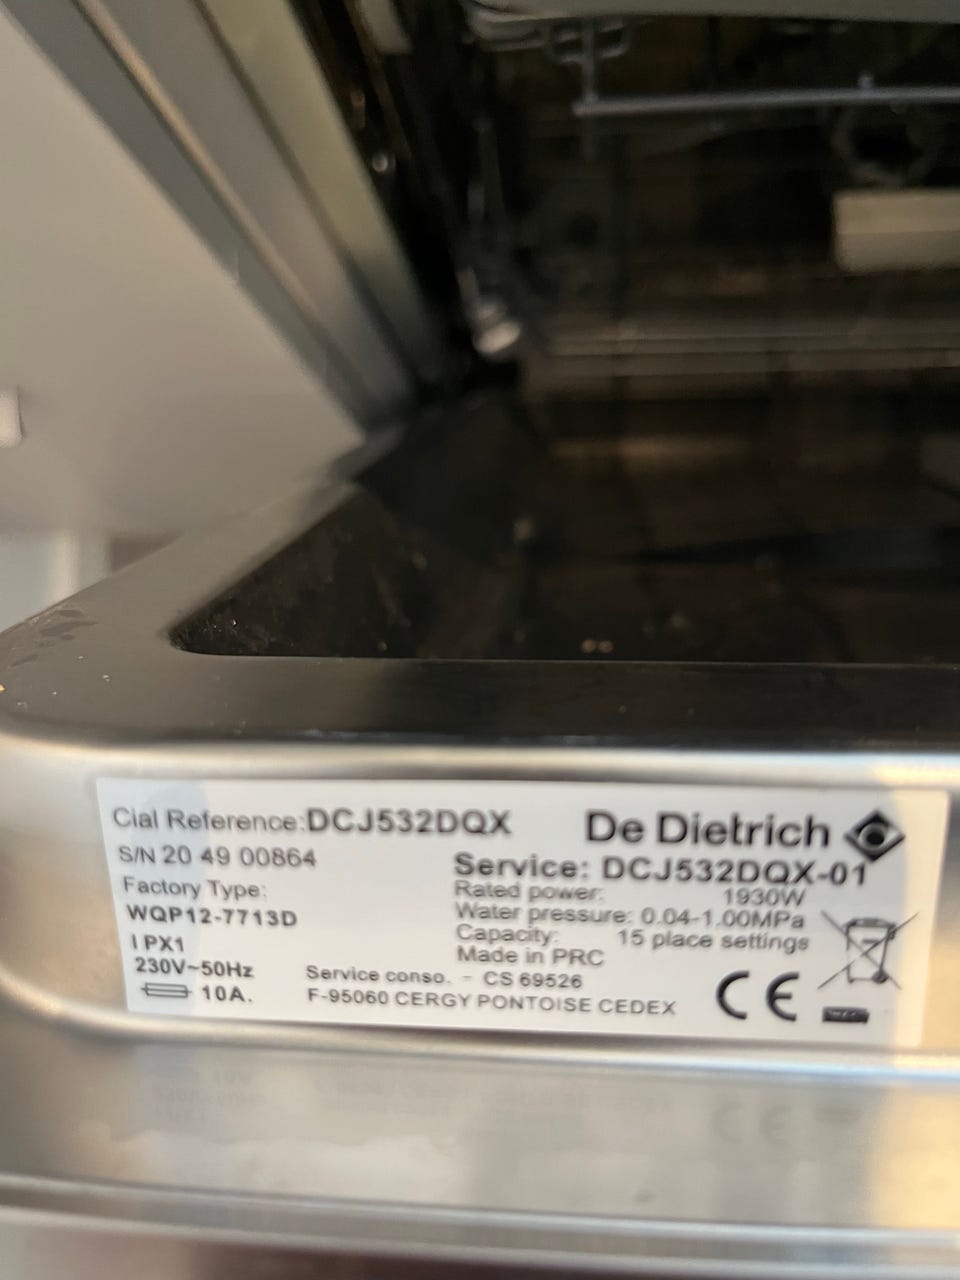 Cial Reference:DCJ532DQX
De Dietrich
S/N 20 49 00864
Service: DCJ532DQX-01
Factory Type:
Rated power: 1930W
WQP12-7713D
Water pressure: 0.04-1.00MPa
Capacity: 15 place settings
I PX1
Made in PRC
230V~50Hz
Service conso. - CS 69526
10A.
F-95060 CERGY PONTOISE CEDEX
CE